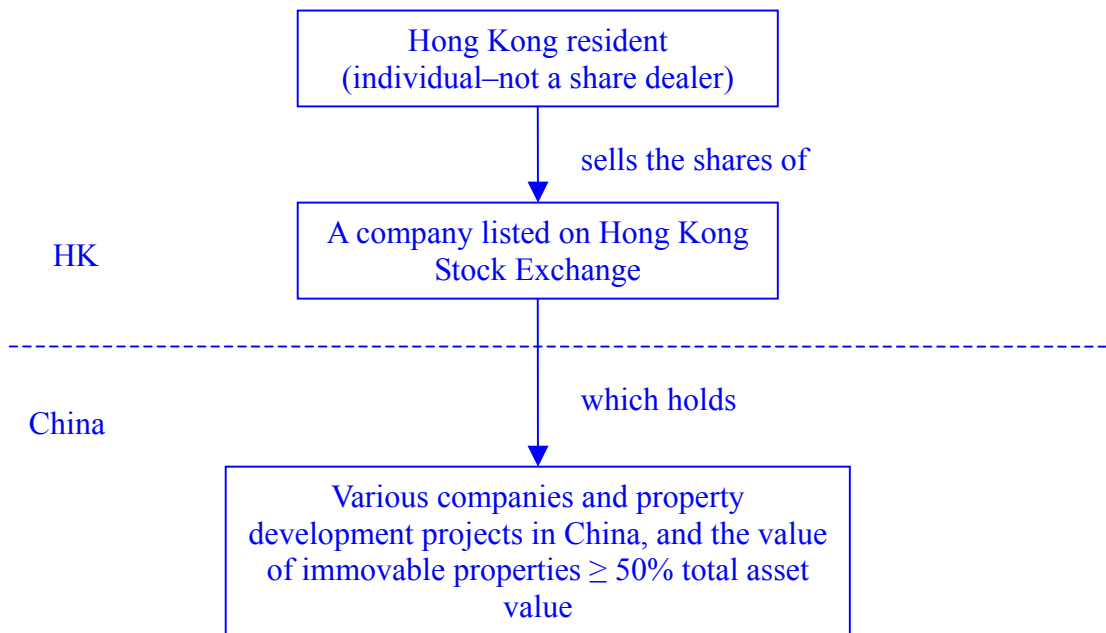 Hong Kong resident
(individual–not a share dealer)
sells the shares of
A company listed on Hong Kong
Stock Exchange
HK
which holds
China
Various companies and property
development projects in China, and the value
of immovable properties ≥ 50% total asset
value